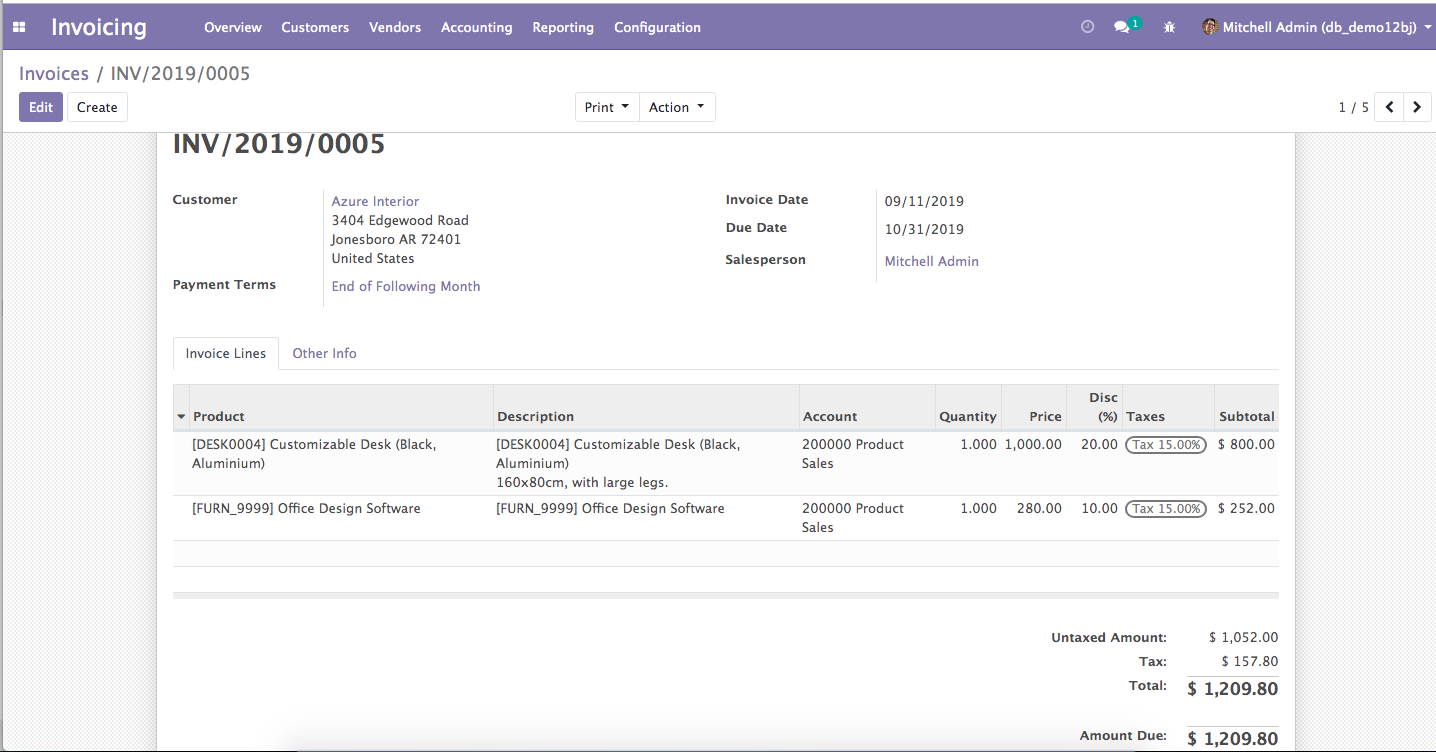 Invoicing Overview Customers Vendors Accounting Reporting Configuration 1 Mitchell Admin (db_demo12bj)
Invoices / INV/2019/0005
Edit Create Print Action 1 / 5
INV/2019/0005
Customer
Azure Interior
3404 Edgewood Road
Jonesboro AR 72401
United States
Payment Terms End of Following Month
Invoice Date 09/11/2019
Due Date 10/31/2019
Salesperson Mitchell Admin
Invoice Lines Other Info
Product Description Account Quantity Price Disc (%) Taxes Subtotal
[DESK0004] Customizable Desk (Black, [DESK0004] Customizable Desk (Black, 200000 Product 1.000 1,000.00 20.00 Tax 15.00% $ 800.00
Aluminium) Aluminium) Sales
160x80cm, with large legs.
[FURN_9999] Office Design Software [FURN_9999] Office Design Software 200000 Product 1.000 280.00 10.00 Tax 15.00% $ 252.00
Sales
Untaxed Amount: $ 1,052.00
Tax: $ 157.80
Total: $ 1,209.80
Amount Due: $ 1,209.80